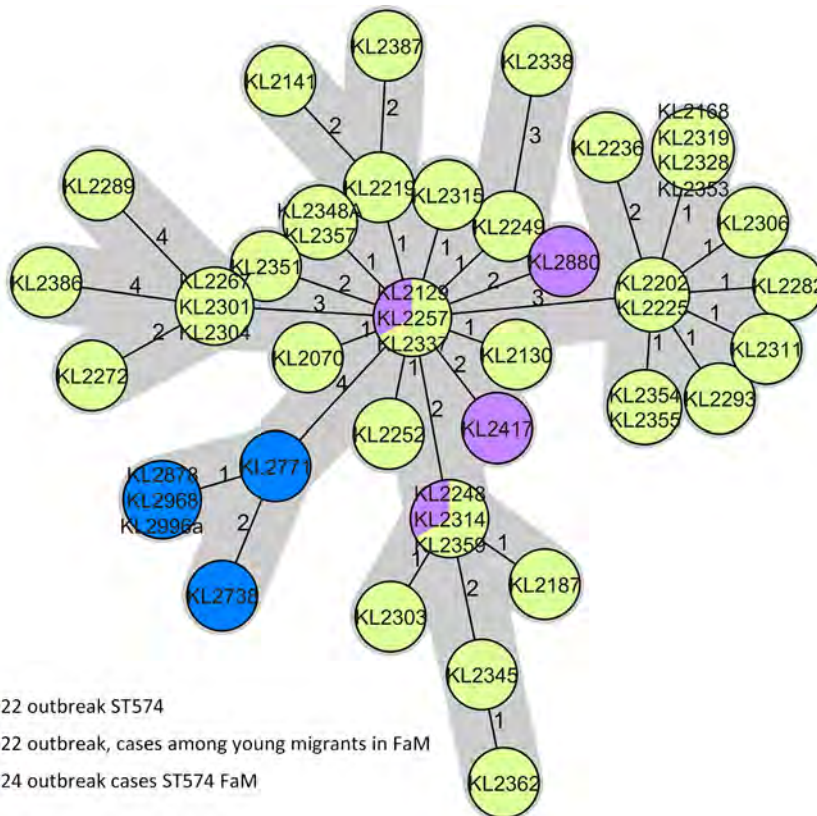 KL2387
KL2338
KL2141
2
2
3
KL2168
KL2319
KL2328
KL2353
KL2236
KL2289
KL2219
KL2315
KL2348A
KL2357
KL2249
KL2306
2
1
1
4
1
1
1
1
KL2351
KL2880
KL2282
KL2386
4
KL2267
KL2301
KL2304
2
2
3
3
KL2129
KL2257
KL2337
KL2202
KL2225
1
1
1
1
KL2311
2
KL2272
KL2070
1
1
KL2130
4
1
2
2
KL2354
KL2355
KL2293
KL2252
KL2417
KL2771
KL2878
KL2968
KL2996a
1
2
KL2248
KL2314
KL2359
1
1
2
KL2187
KL2738
KL2303
KL2345
1
KL2362
22 outbreak ST574
22 outbreak, cases among young migrants in FaM
24 outbreak cases ST574 FaM